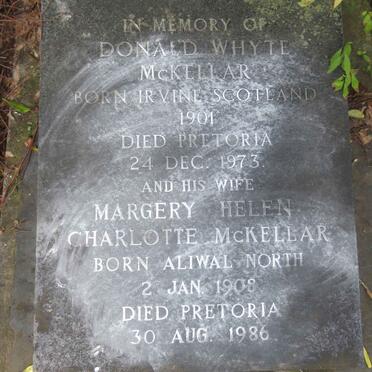 IN MEMORY OF
DONALD WHYTE
McKELLAR
BORN IRVINE SCOTLAND
1901
DIED PRETORIA
24 DEC. 1973.
AND HIS WIFE
MARGERY HELEN
CHARLOTTE McKELLAR
BORN ALIWAL NORTH
2 JAN. 1908
DIED PRETORIA
30 AUG. 1986